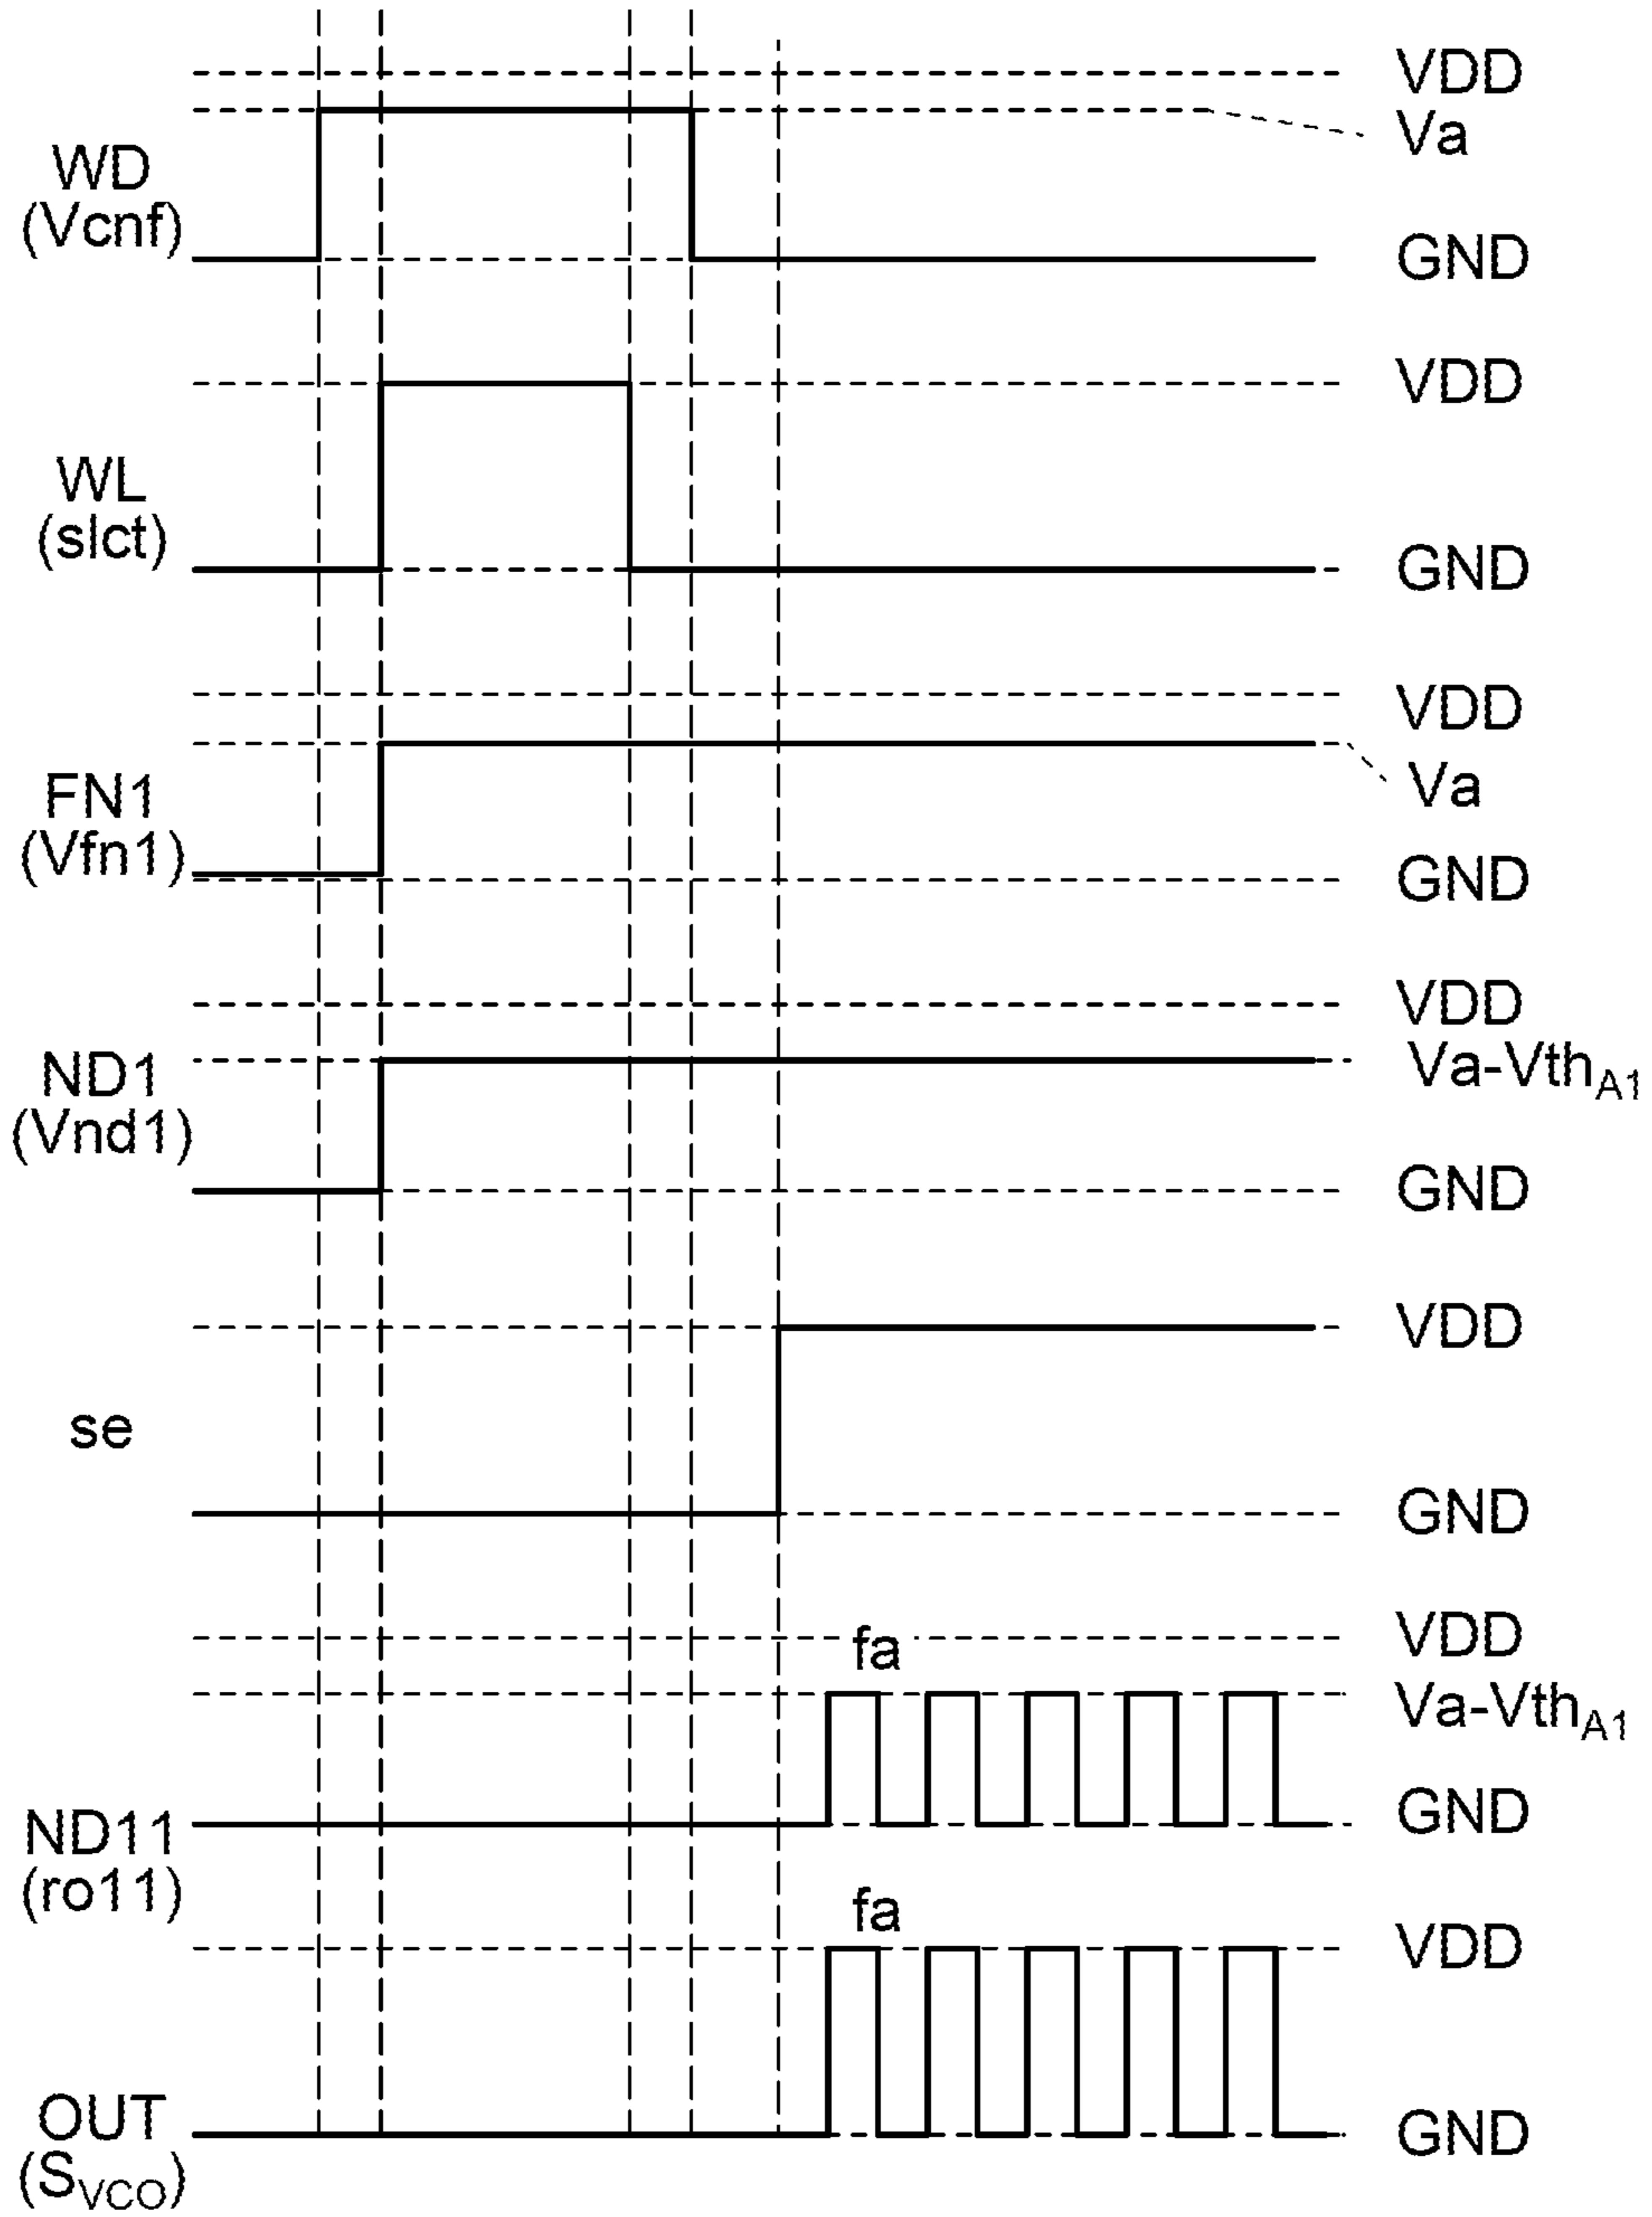 VDD
Va
WD
(Vcnf)
GND
VDD
WL
(slct)
GND
VDD
FN1
(Vfn1)
Va
GND
VDD
ND1
(Vnd1)
Va-VthA1
GND
VDD
se
GND
VDD
fa
Va-VthA1
ND11
(ro11)
GND
fa
VDD
OUT
(SVCO)
GND